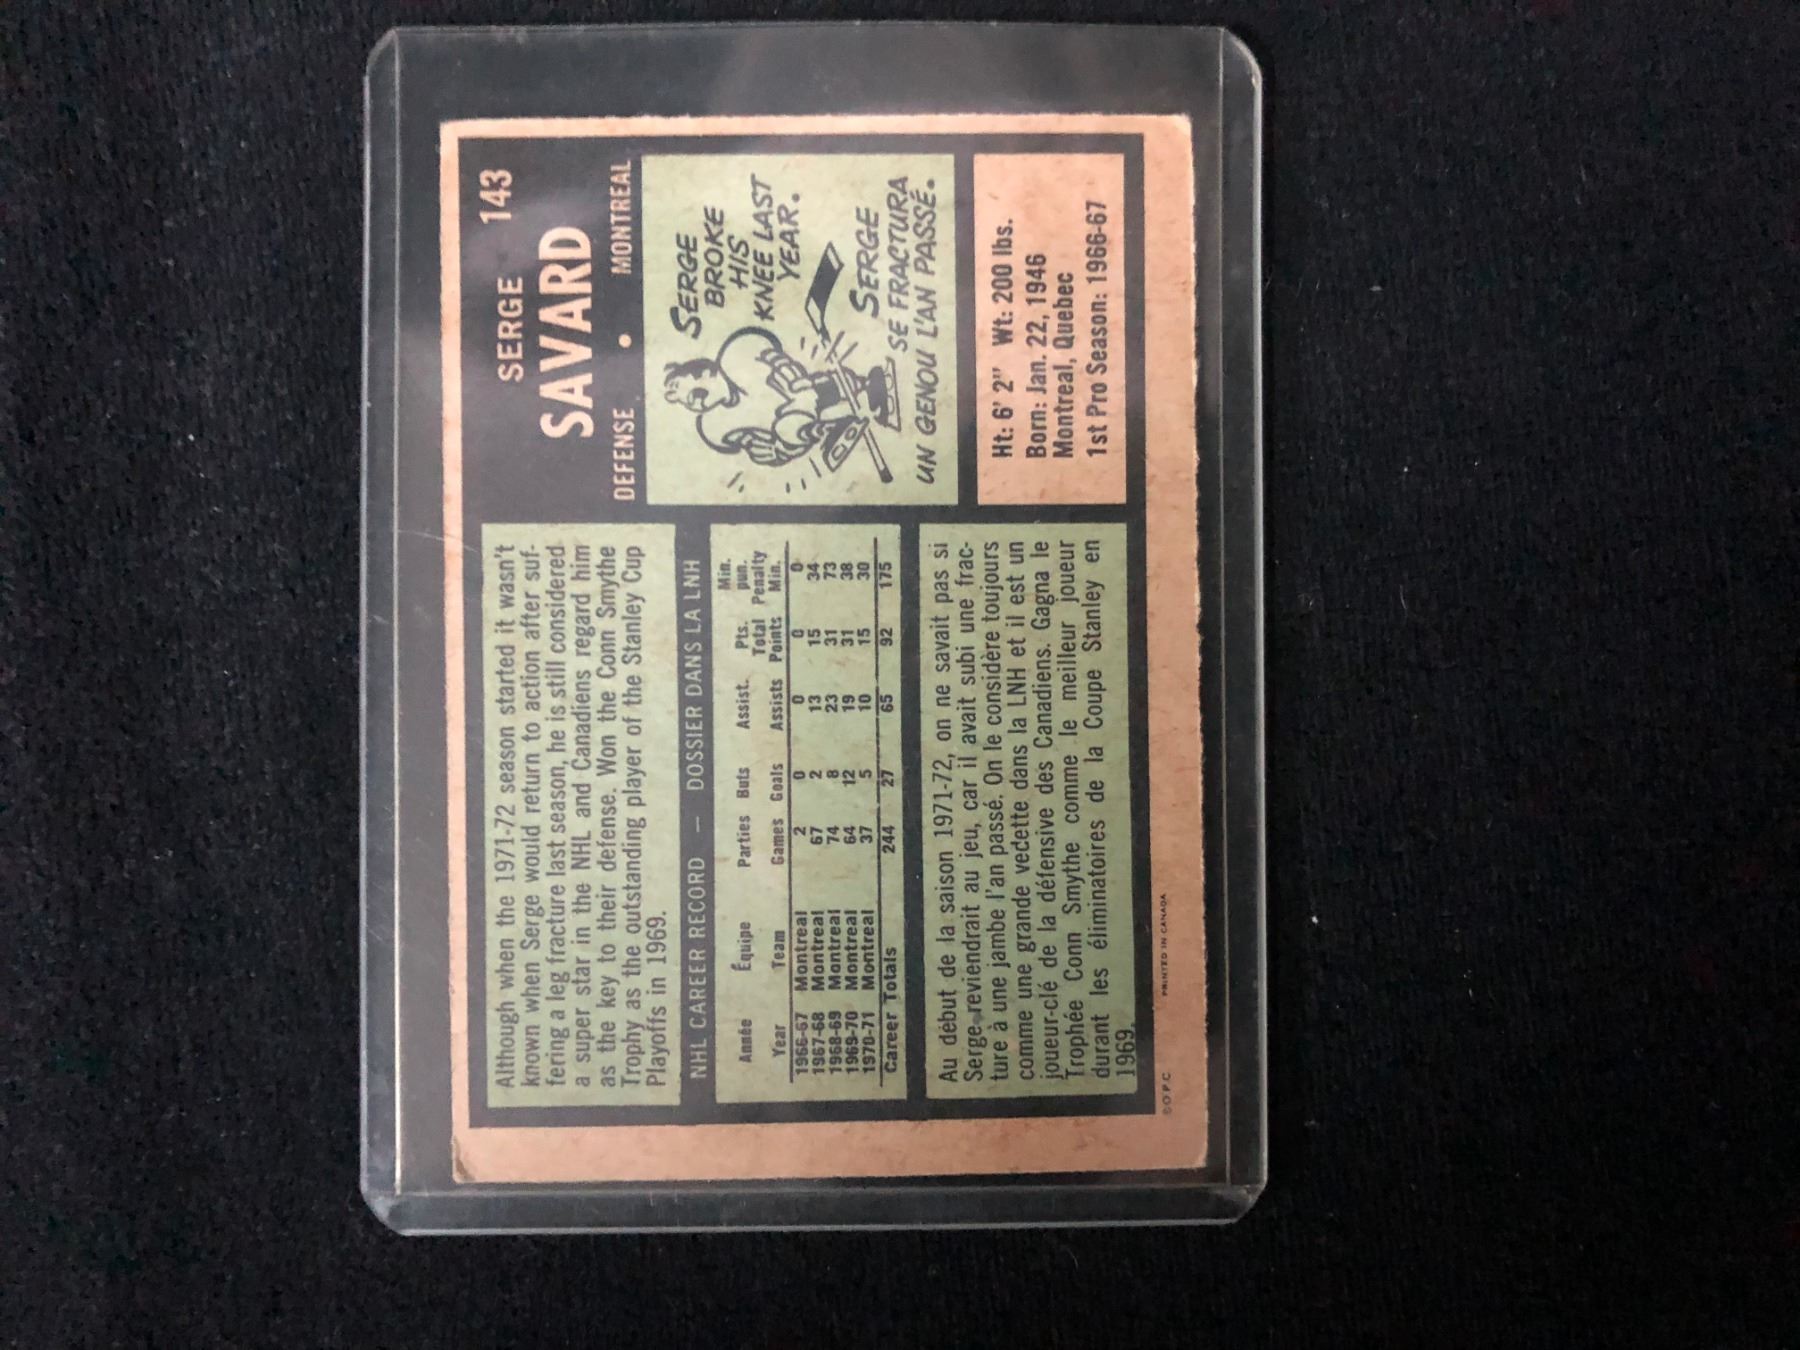 Although when the 1971-72 season started it wasn't
known when Serge would return to action after suf-
fering a leg fracture last season, he is still considered
a super star in the NHL and Canadiens regard him
as the key to their defense. Won the Conn Smythe
Trophy as the outstanding player of the Stanley Cup
Playoffs in 1969.
SERGE 143
SAVARD
DEFENSE • MONTREAL
SERGE
BROKE
HIS
KNEE LAST
YEAR.
SERGE
SE FRACTURA
UN GENOU L'AN PASSÉ.
NHL CAREER RECORD — DOSSIER DANS LA LNH
Min.
Pts. pun.
Année Équipe Parties Buts Assist. Total Penalty
Year Team Games Goals Assists Points Min.
1966-67 Montreal 2 0 0 0 0
1967-68 Montreal 67 2 13 15 34
1968-69 Montreal 74 8 23 31 73
1969-70 Montreal 64 12 19 31 38
1970-71 Montreal 37 5 10 15 30
Career Totals 244 27 65 92 175
Au début de la saison 1971-72, on ne savait pas si
Serge reviendrait au jeu, car il avait subi une frac-
ture à une jambe l'an passé. On le considère toujours
comme une grande vedette dans la LNH et il est un
joueur-clé de la défensive des Canadiens. Gagna le
Trophée Conn Smythe comme le meilleur joueur
durant les éliminatoires de la Coupe Stanley en
1969.
Ht: 6' 2" Wt: 200 lbs.
Born: Jan. 22, 1946
Montreal, Quebec
1st Pro Season: 1966-67
©O.P.C. PRINTED IN CANADA